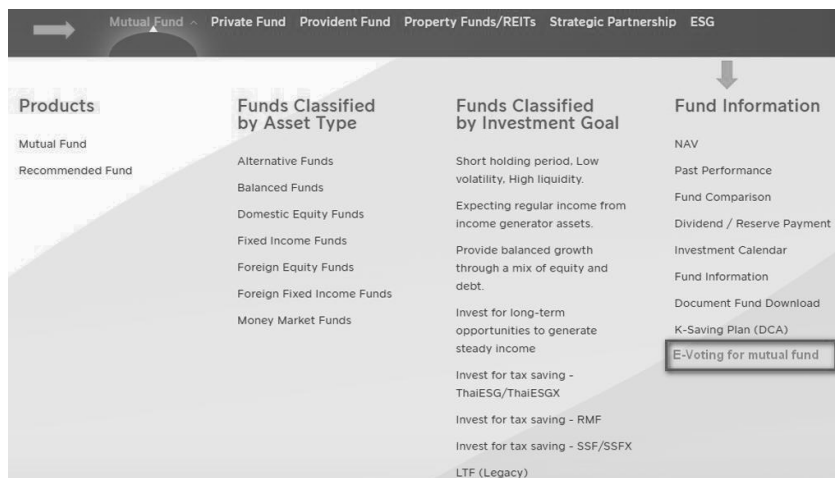 Mutual Fund Private Fund Provident Fund Property Funds/REITs Strategic Partnership ESG
Products
Mutual Fund
Recommended Fund
Funds Classified
by Asset Type
Alternative Funds
Balanced Funds
Domestic Equity Funds
Fixed Income Funds
Foreign Equity Funds
Foreign Fixed Income Funds
Money Market Funds
Funds Classified
by Investment Goal
Short holding period, Low
volatility, High liquidity.
Expecting regular income from
income generator assets.
Provide balanced growth
through a mix of equity and
debt.
Invest for long-term
opportunities to generate
steady income
Invest for tax saving -
ThaiESG/ThaiESGX
Invest for tax saving - RMF
Invest for tax saving - SSF/SSFX
LTF (Legacy)
Fund Information
NAV
Past Performance
Fund Comparison
Dividend / Reserve Payment
Investment Calendar
Fund Information
Document Fund Download
K-Saving Plan (DCA)
E-Voting for mutual fund